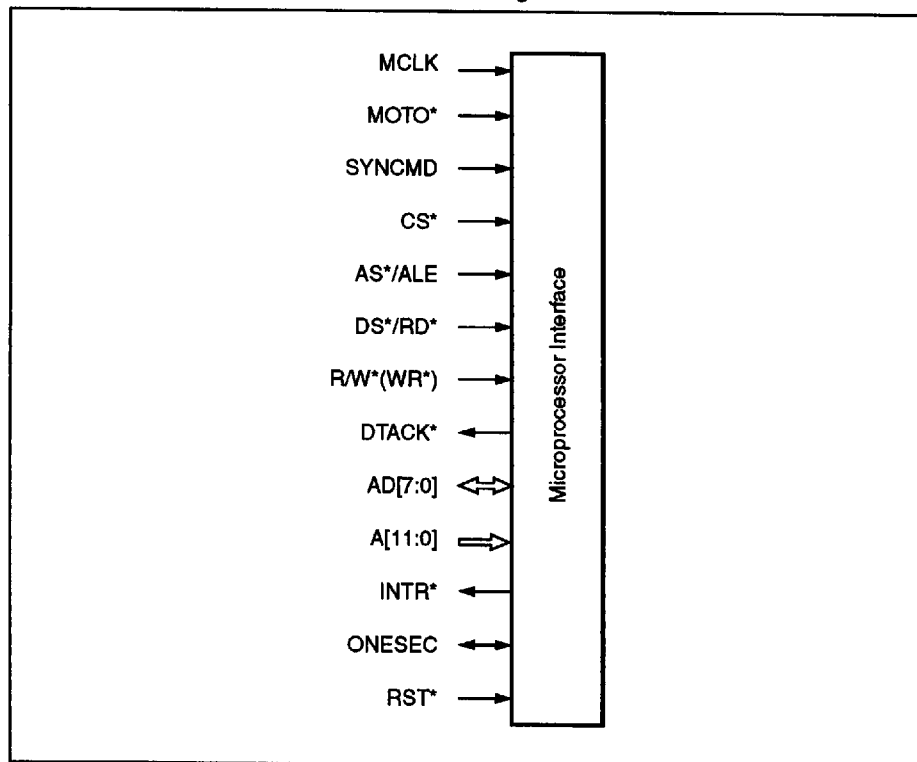 MCLK
MOTO*
SYNCMD
CS*
AS*/ALE
DS*/RD*
R/W*(WR*)
DTACK*
AD[7:0]
A[11:0]
INTR*
ONESEC
RST*
Microprocessor Interface